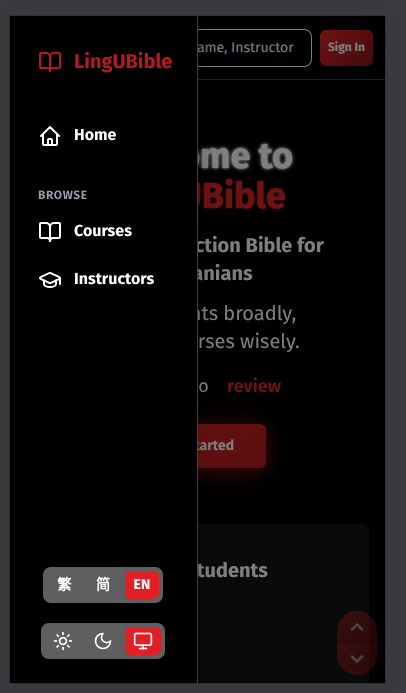 LingUBible
ame, Instructor
Sign In
Home
ome to
UBible
BROWSE
Courses
ction Bible for
Instructors
anians
nts broadly,
rses wisely.
o review
arted
tudents
繁 简 EN